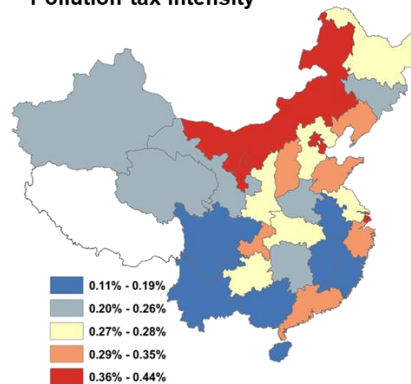 Pollution tax intensity
0.11% - 0.19%
0.20% - 0.26%
0.27% - 0.28%
0.29% - 0.35%
0.36% - 0.44%